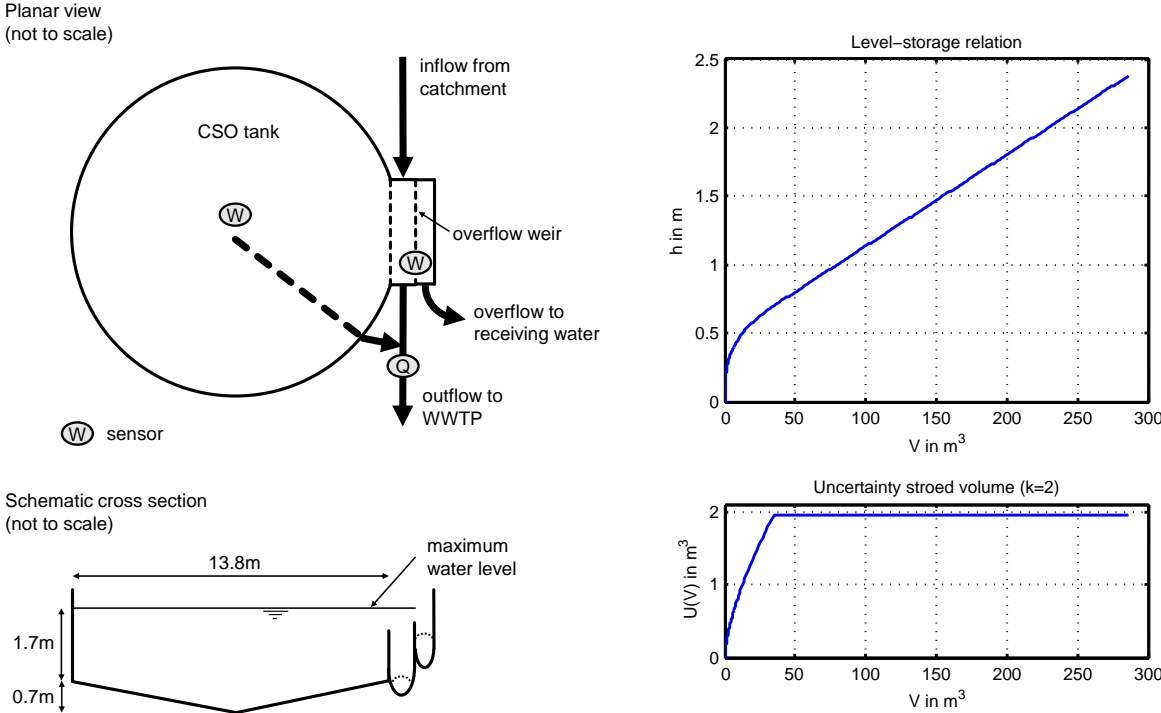 Planar view
(not to scale)
CSO tank
inflow from
catchment
W
overflow weir
W
overflow to
receiving water
Q
outflow to
WWTP
W sensor
Schematic cross section
(not to scale)
13.8m
maximum
water level
1.7m
0.7m
Level−storage relation
2.5
2
1.5
1
0.5
0
h in m
0 50 100 150 200 250 300
V in m³
Uncertainty stroed volume (k=2)
2
1
0
U(V) in m³
0 50 100 150 200 250 300
V in m³